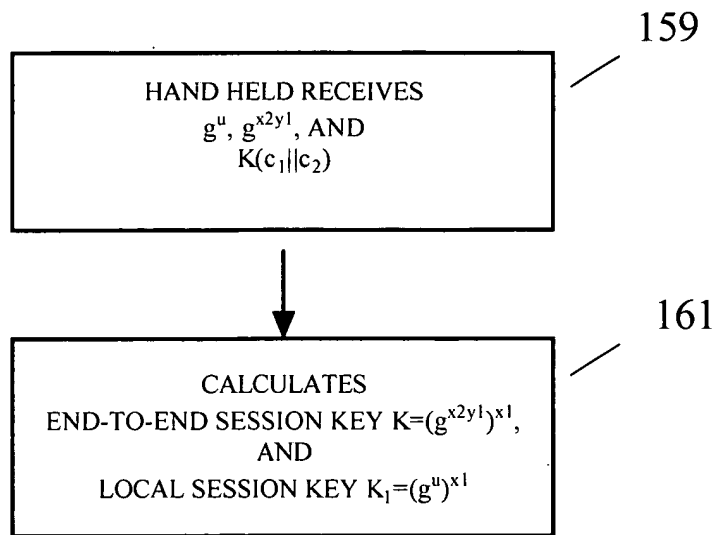 159
HAND HELD RECEIVES
g^u, g^x2y1, AND
K(c₁||c₂)
161
CALCULATES
END-TO-END SESSION KEY K=(g^x2y1)^x1,
AND
LOCAL SESSION KEY K₁=(g^u)^x1